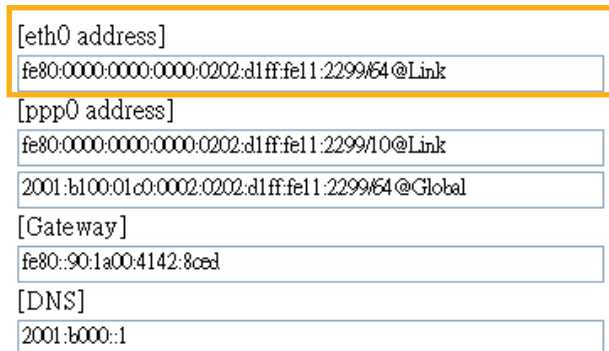 [eth0 address]
fe80:0000:0000:0000:0202:d1ff:fe11:2299/64@Link
[ppp0 address]
fe80:0000:0000:0000:0202:d1ff:fe11:2299/10@Link
2001:b100:01c0:0002:0202:d1ff:fe11:2299/64@Global
[Gateway]
fe80::90:1a00:4142:8ced
[DNS]
2001:b000::1